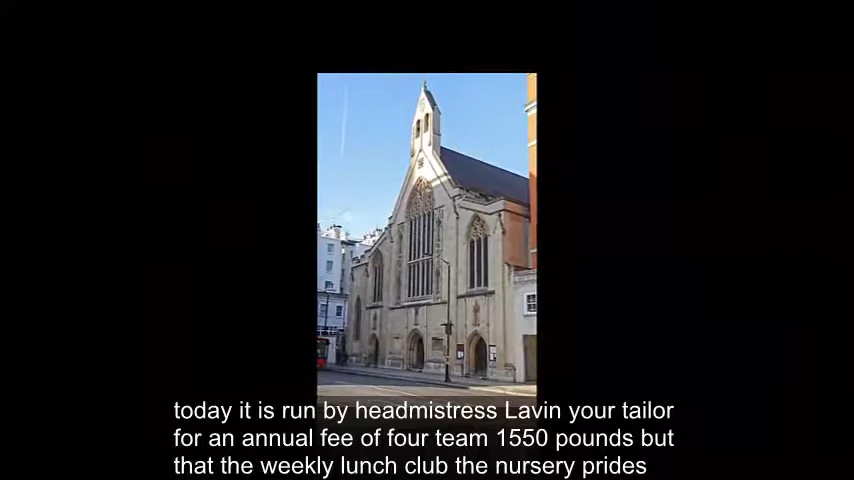 today it is run by headmistress Lavin your tailor
for an annual fee of four team 1550 pounds but
that the weekly lunch club the nursery prides